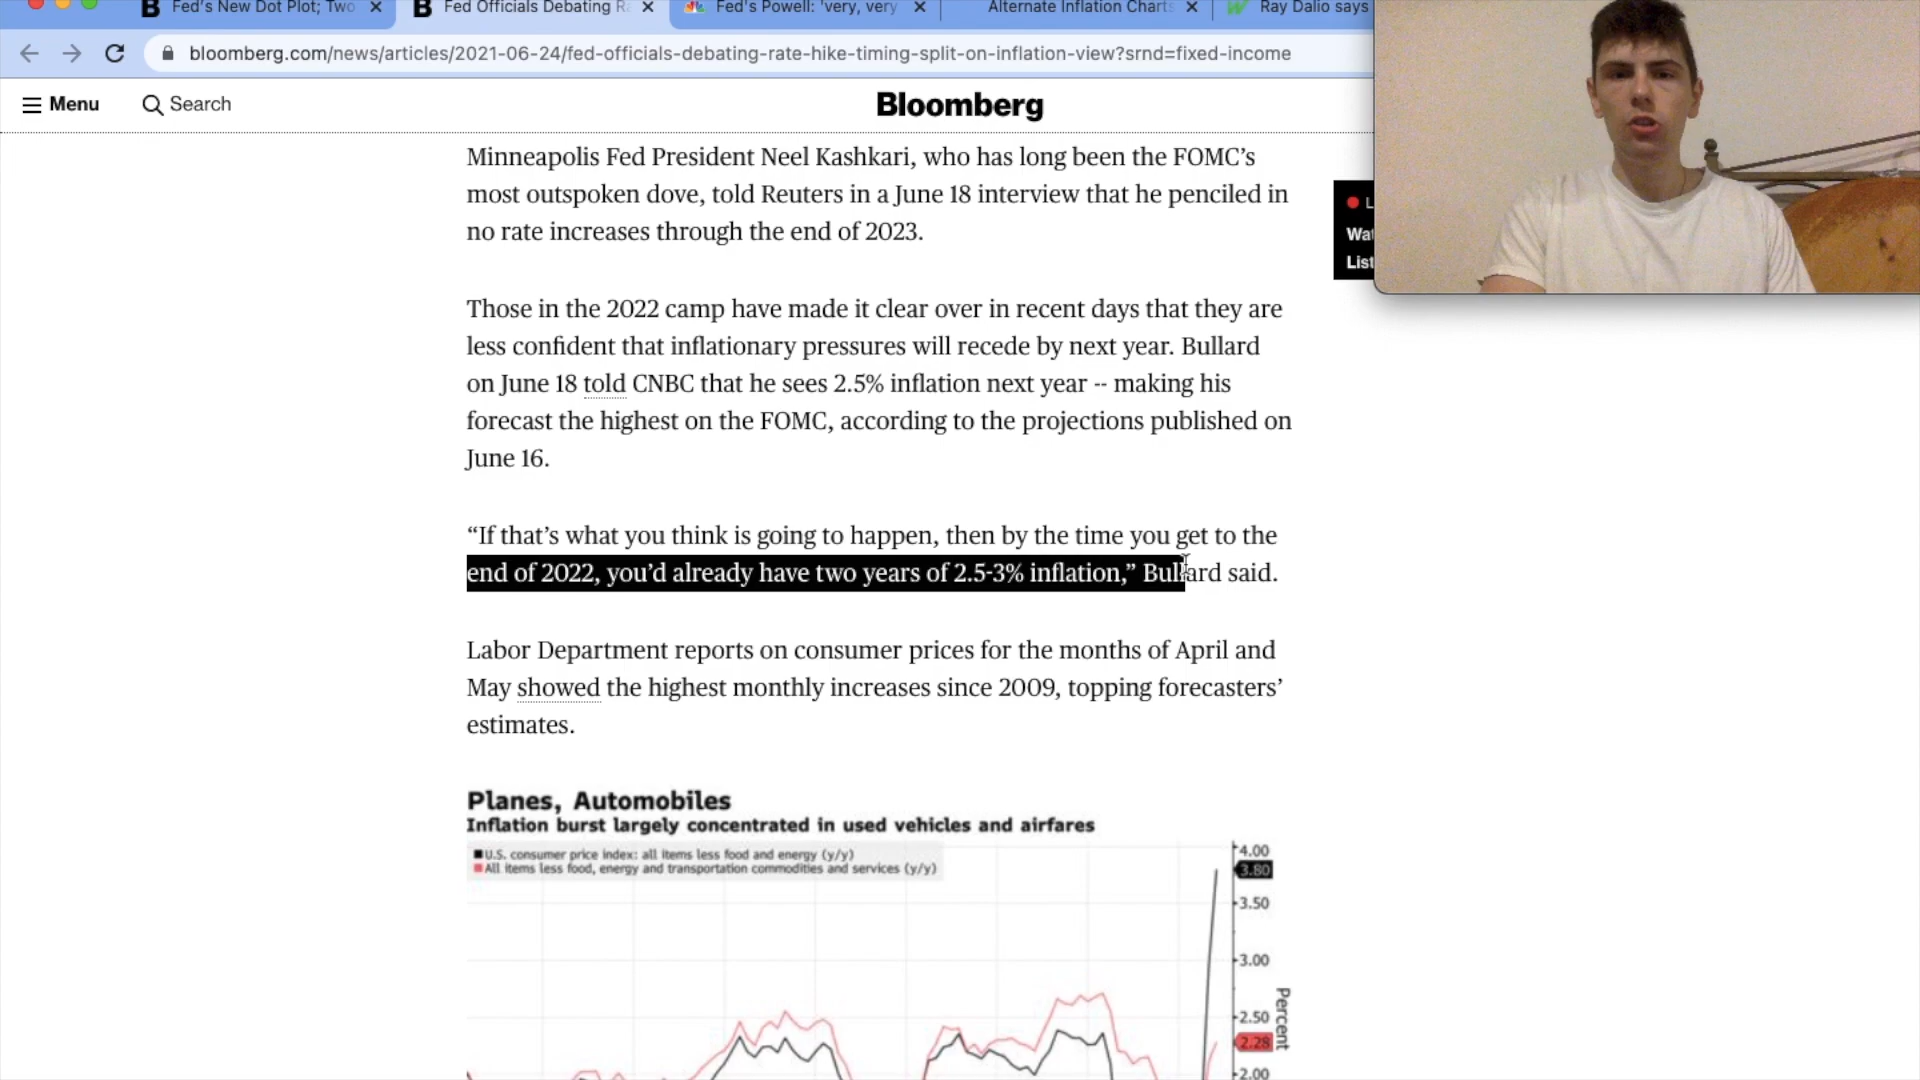 Fed's New Dot Plot; Two
Fed Officials Debating Ra
Fed's Powell: 'very, very
Alternate Inflation Charts
Ray Dalio says
bloomberg.com/news/articles/2021-06-24/fed-officials-debating-rate-hike-timing-split-on-inflation-view?srnd=fixed-income
Menu
Search
Bloomberg
Minneapolis Fed President Neel Kashkari, who has long been the FOMC’s
most outspoken dove, told Reuters in a June 18 interview that he penciled in
no rate increases through the end of 2023.
L
Wat
List
Those in the 2022 camp have made it clear over in recent days that they are
less confident that inflationary pressures will recede by next year. Bullard
on June 18 told CNBC that he sees 2.5% inflation next year -- making his
forecast the highest on the FOMC, according to the projections published on
June 16.
“If that’s what you think is going to happen, then by the time you get to the
end of 2022, you’d already have two years of 2.5-3% inflation,” Bullard said.
Labor Department reports on consumer prices for the months of April and
May showed the highest monthly increases since 2009, topping forecasters’
estimates.
Planes, Automobiles
Inflation burst largely concentrated in used vehicles and airfares
U.S. consumer price index: all items less food and energy (y/y)
All items less food, energy and transportation commodities and services (y/y)
4.00
3.80
3.50
3.00
2.50
2.28
2.00
Percent